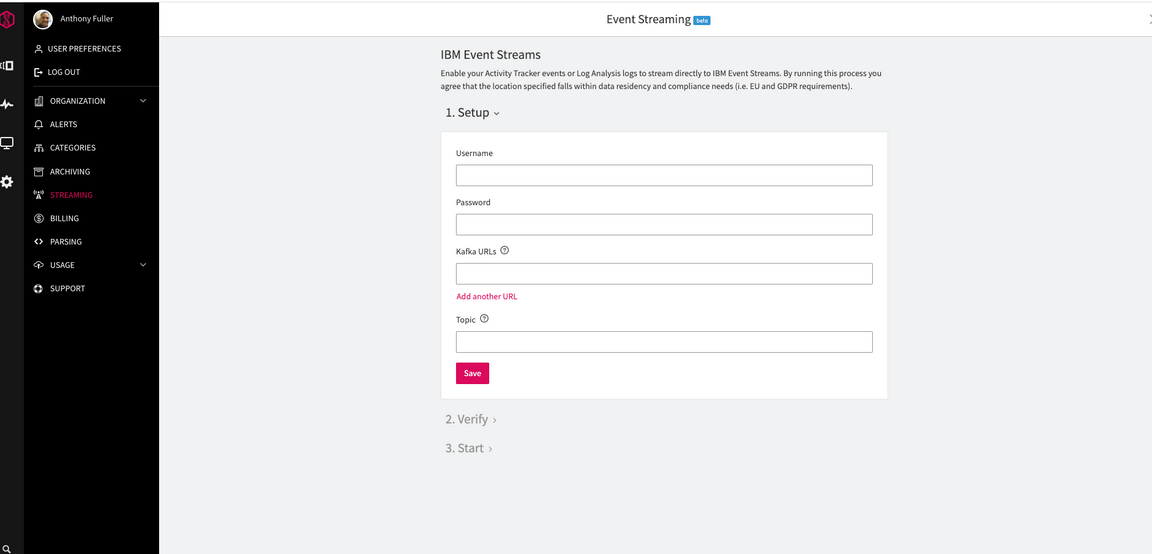 Anthony Fuller
USER PREFERENCES
LOG OUT
ORGANIZATION
ALERTS
CATEGORIES
ARCHIVING
STREAMING
BILLING
PARSING
USAGE
SUPPORT
Event Streaming beta
IBM Event Streams
Enable your Activity Tracker events or Log Analysis logs to stream directly to IBM Event Streams. By running this process you
agree that the location specified falls within data residency and compliance needs (i.e. EU and GDPR requirements).
1. Setup
Username
Password
Kafka URLs
Add another URL
Topic
Save
2. Verify
3. Start